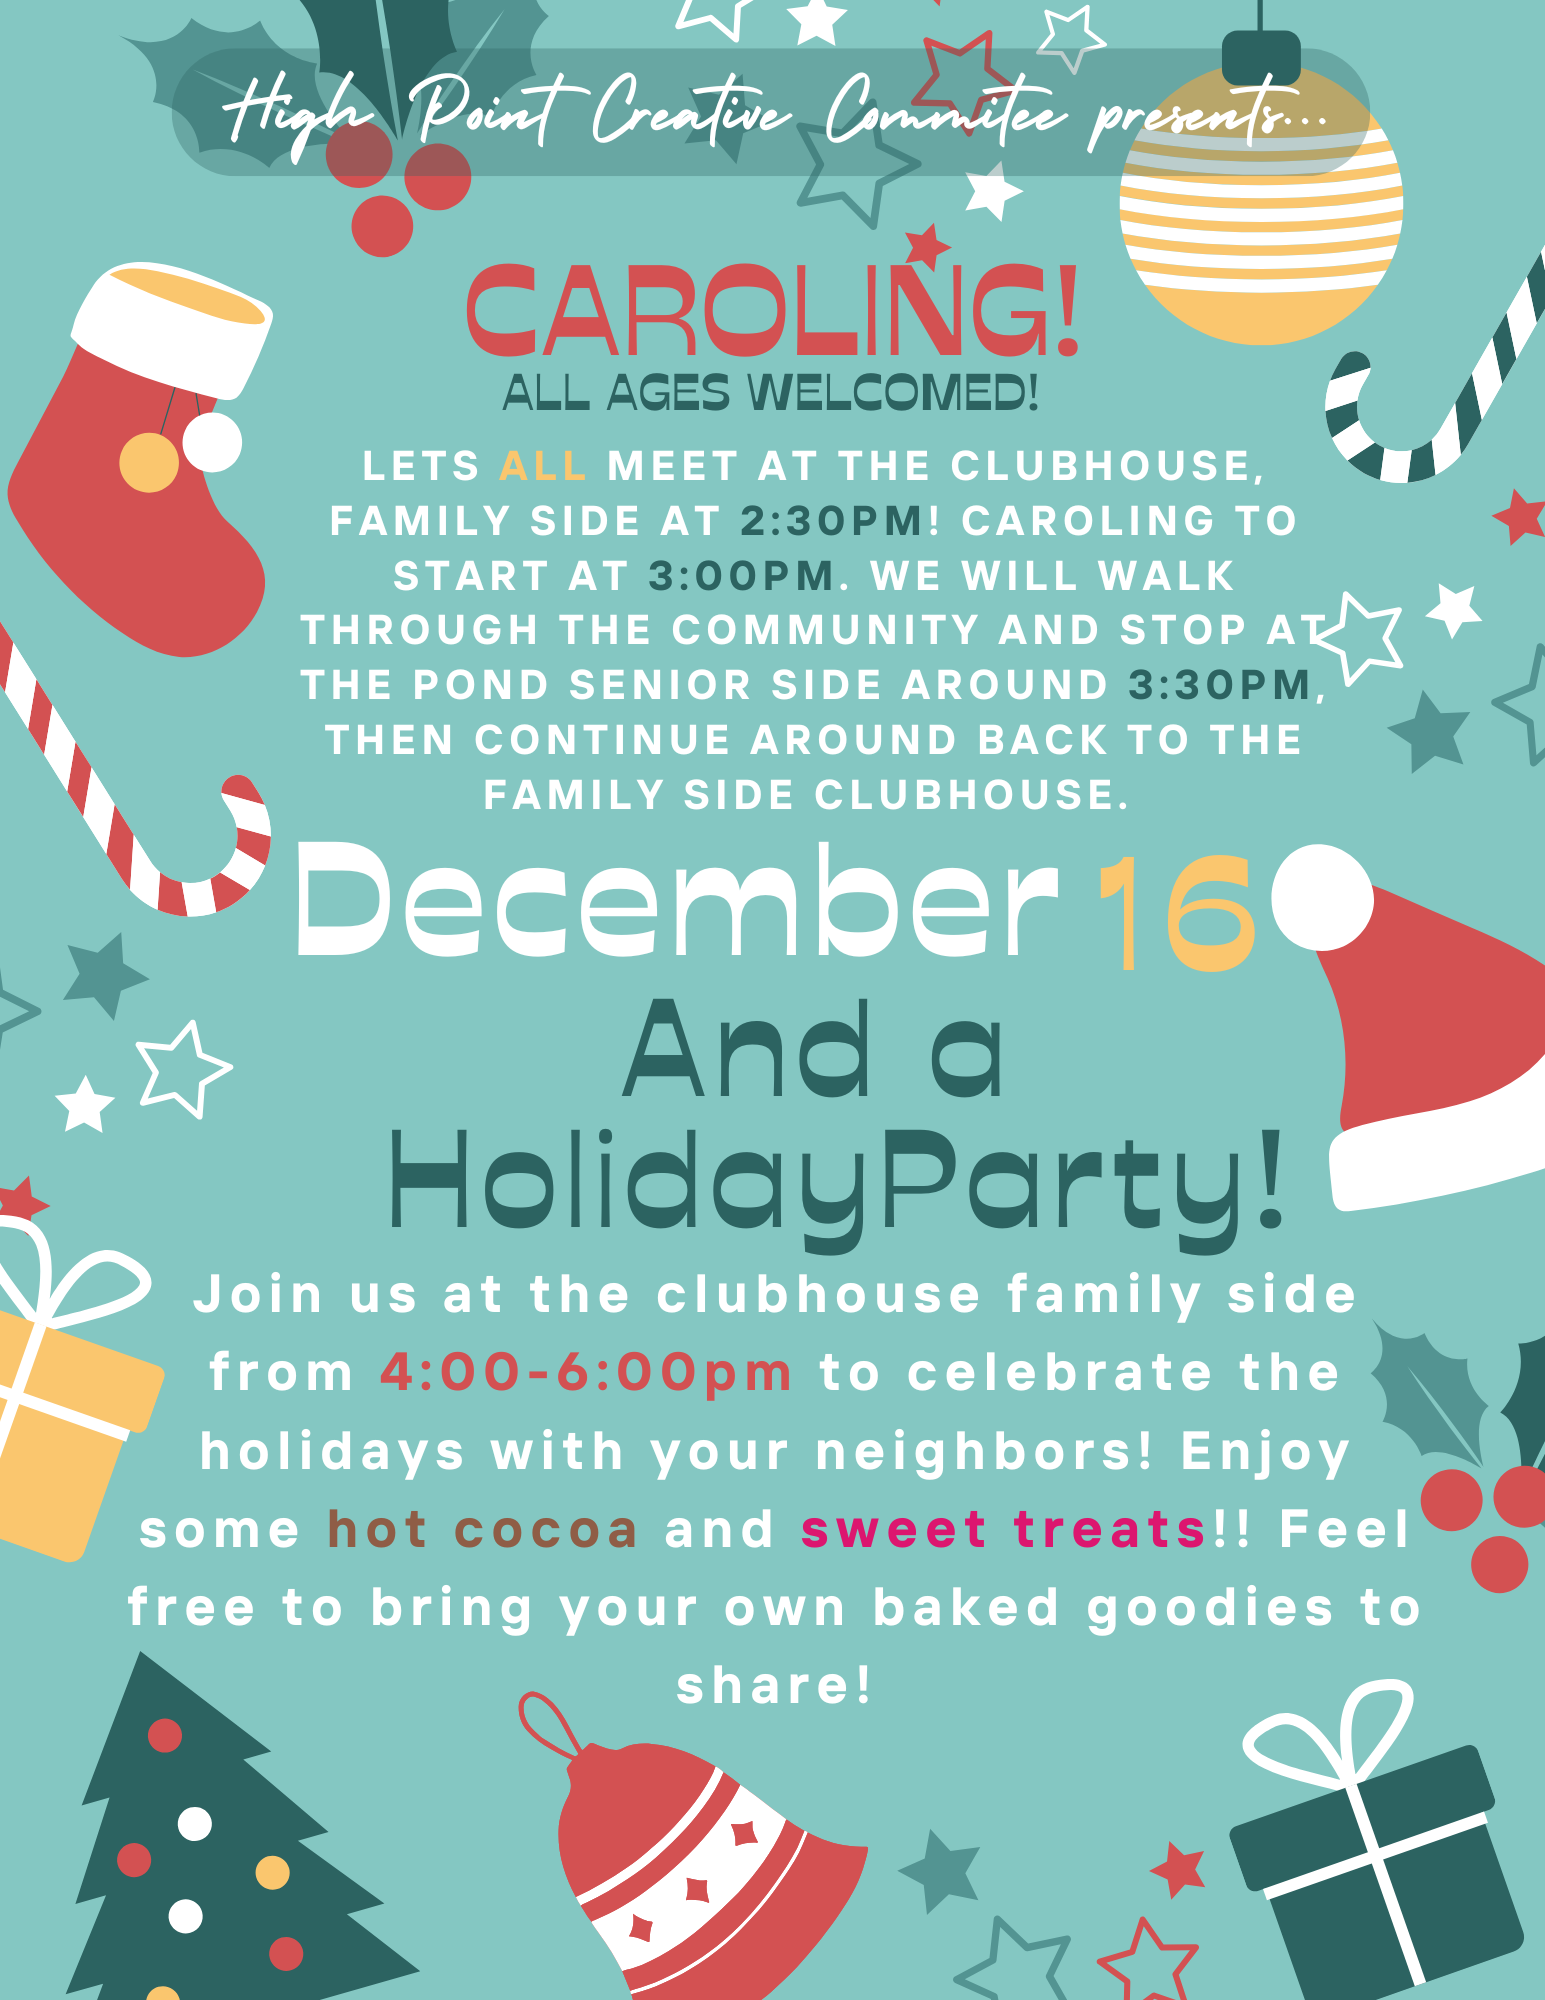 High Point Creative Commitee presents...
CAROLING!
ALL AGES WELCOMED!
LETS ALL MEET AT THE CLUBHOUSE,
FAMILY SIDE AT 2:30PM! CAROLING TO
START AT 3:00PM. WE WILL WALK
THROUGH THE COMMUNITY AND STOP AT
THE POND SENIOR SIDE AROUND 3:30PM,
THEN CONTINUE AROUND BACK TO THE
FAMILY SIDE CLUBHOUSE.
December 16
And a
HolidayParty!
Join us at the clubhouse family side
from 4:00-6:00pm to celebrate the
holidays with your neighbors! Enjoy
some hot cocoa and sweet treats!! Feel
free to bring your own baked goodies to
share!